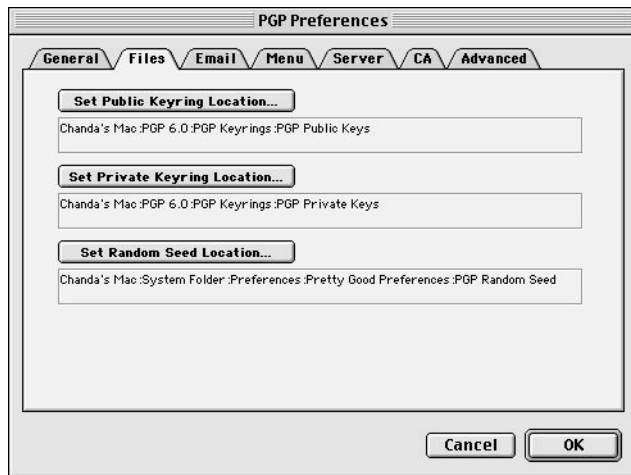 PGP Preferences
General Files Email Menu Server CA Advanced
Set Public Keyring Location...
Chanda's Mac:PGP 6.0:PGP Keyrings:PGP Public Keys
Set Private Keyring Location...
Chanda's Mac:PGP 6.0:PGP Keyrings:PGP Private Keys
Set Random Seed Location...
Chanda's Mac:System Folder:Preferences:Pretty Good Preferences:PGP Random Seed
Cancel OK